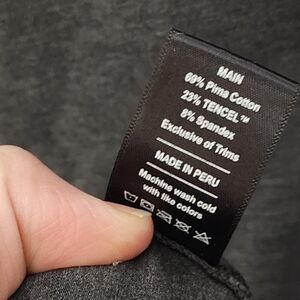 MAIN
69% Pima Cotton
23% TENCEL™
8% Spandex
Exclusive of Trims
MADE IN PERU
Machine wash cold
with like colors